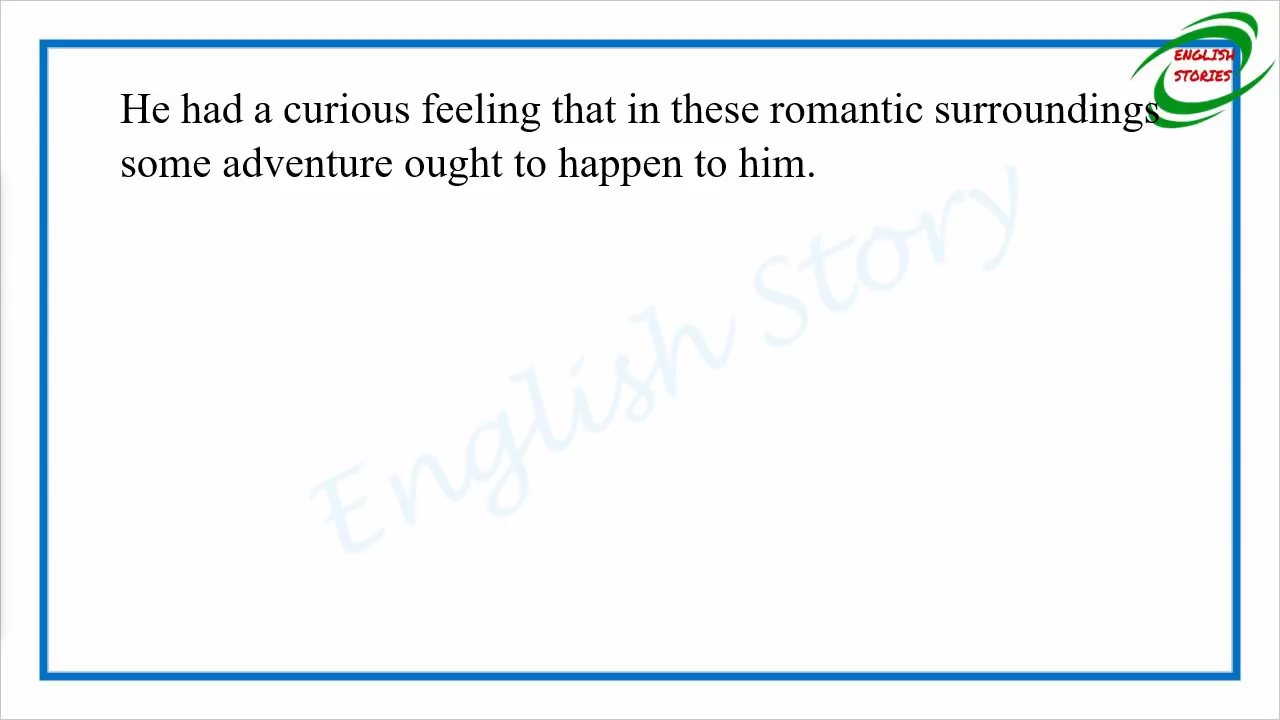 ENGLISH
STORIES
He had a curious feeling that in these romantic surroundings
some adventure ought to happen to him.
English Story